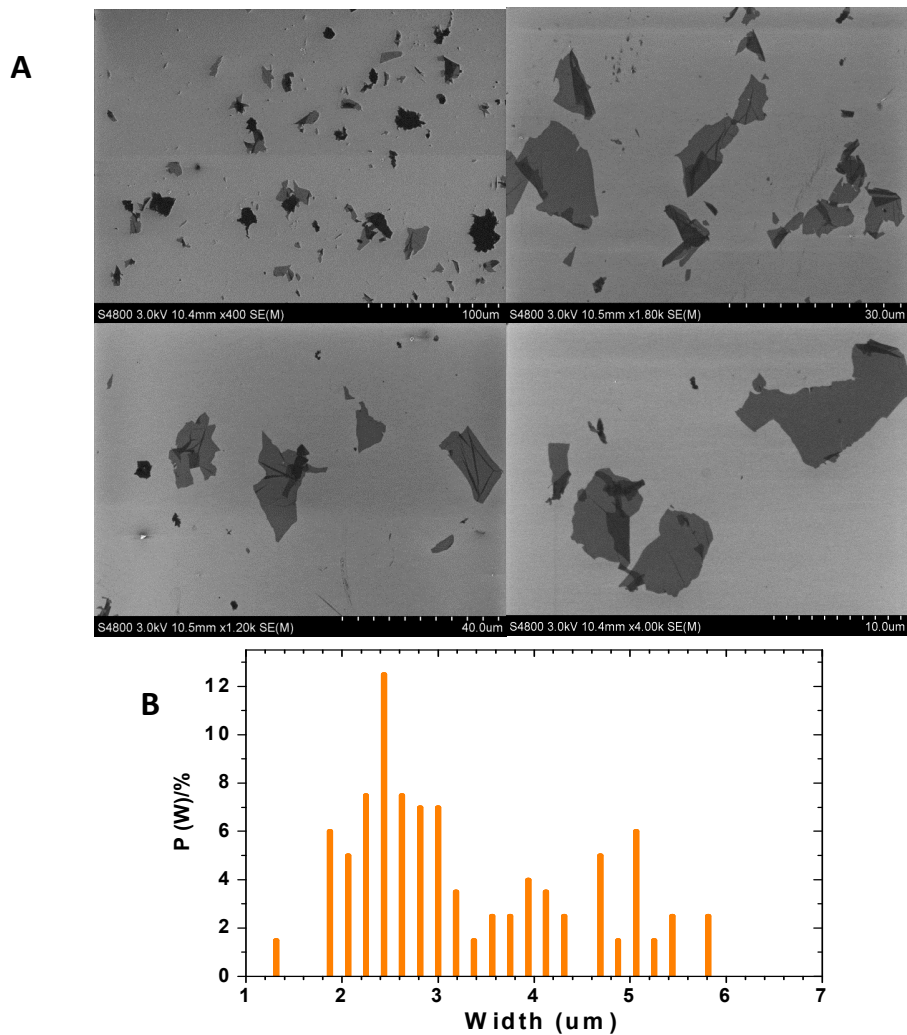 A
S4800 3.0kV 10.4mm x400 SE(M) 100um
S4800 3.0kV 10.5mm x1.80k SE(M) 30.0um
S4800 3.0kV 10.5mm x1.20k SE(M) 40.0um
S4800 3.0kV 10.4mm x4.00k SE(M) 10.0um
B
P (W)/%
12
10
8
6
4
2
0
1 2 3 4 5 6 7
Width (um)